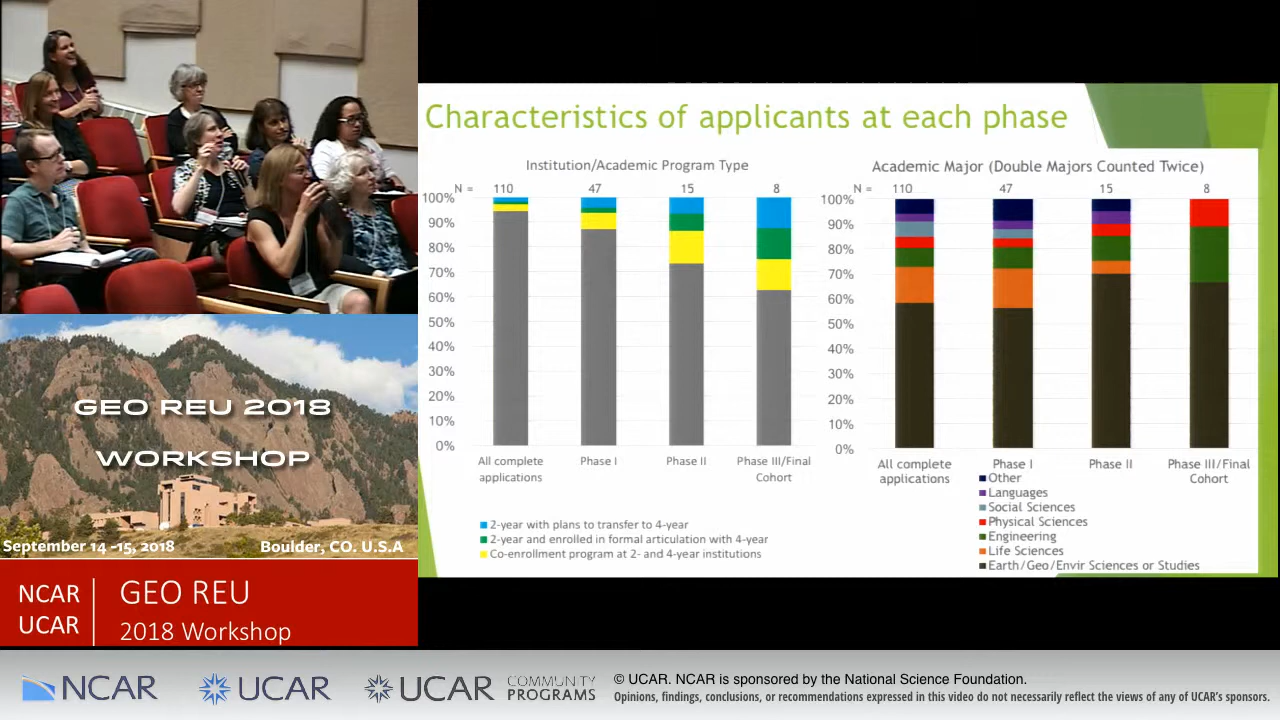 Characteristics of applicants at each phase
Institution/Academic Program Type
N = 110 47 15 8
100%
90%
80%
70%
60%
50%
40%
30%
20%
10%
0%
All complete applications
Phase I
Phase II
Phase III/Final Cohort
2-year with plans to transfer to 4-year
2-year and enrolled in formal articulation with 4-year
Co-enrollment program at 2- and 4-year institutions
Academic Major (Double Majors Counted Twice)
N = 110 47 15 8
100%
90%
80%
70%
60%
50%
40%
30%
20%
10%
0%
All complete applications
Phase I
Phase II
Phase III/Final Cohort
Other
Languages
Social Sciences
Physical Sciences
Engineering
Life Sciences
Earth/Geo/Envir Sciences or Studies
GEO REU 2018
WORKSHOP
September 14 -15, 2018 Boulder, CO. U.S.A
NCAR
UCAR
GEO REU
2018 Workshop
NCAR
UCAR
UCAR COMMUNITY PROGRAMS
© UCAR. NCAR is sponsored by the National Science Foundation.
Opinions, findings, conclusions, or recommendations expressed in this video do not necessarily reflect the views of any of UCAR's sponsors.